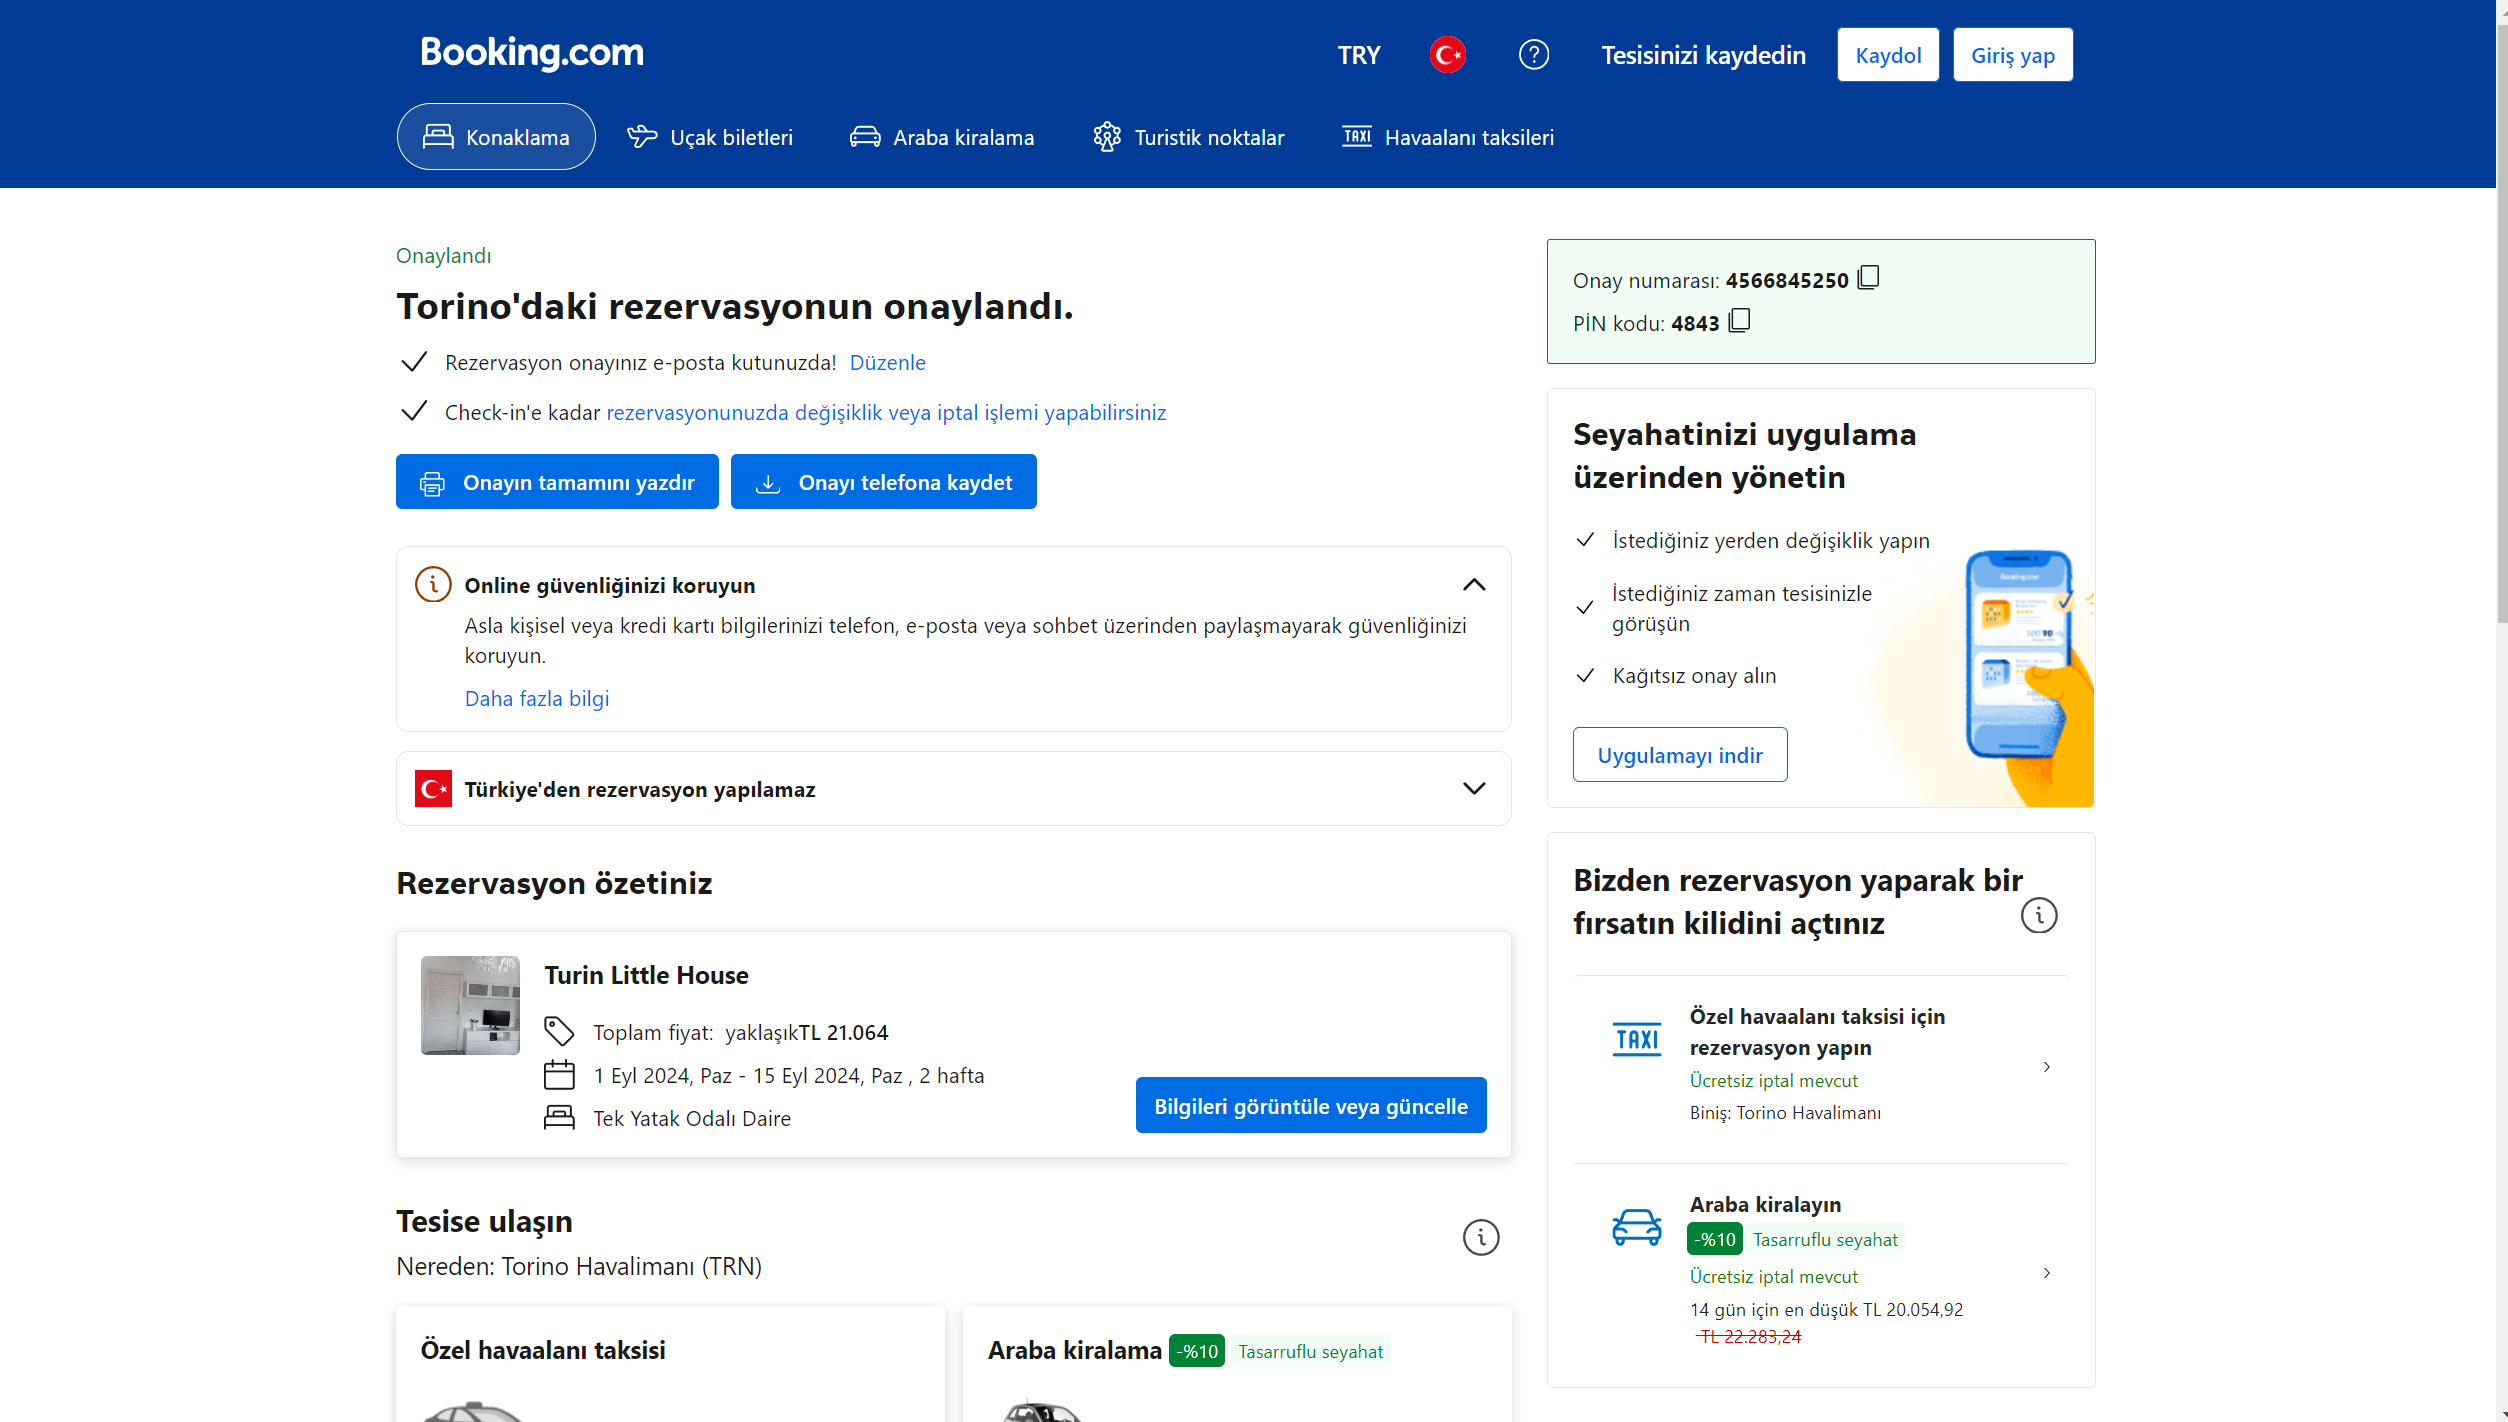 Booking.com
TRY
Tesisinizi kaydedin
Kaydol
Giriş yap
Konaklama
Uçak biletleri
Araba kiralama
Turistik noktalar
TAXI Havaalanı taksileri
Onaylandı
Torino'daki rezervasyonun onaylandı.
Rezervasyon onayınız e-posta kutunuzda! Düzenle
Check-in'e kadar rezervasyonunuzda değişiklik veya iptal işlemi yapabilirsiniz
Onayın tamamını yazdır
Onayı telefona kaydet
Online güvenliğinizi koruyun
Asla kişisel veya kredi kartı bilgilerinizi telefon, e-posta veya sohbet üzerinden paylaşmayarak güvenliğinizi
koruyun.
Daha fazla bilgi
Türkiye'den rezervasyon yapılamaz
Rezervasyon özetiniz
Turin Little House
Toplam fiyat: yaklaşıkTL 21.064
1 Eyl 2024, Paz - 15 Eyl 2024, Paz , 2 hafta
Tek Yatak Odalı Daire
Bilgileri görüntüle veya güncelle
Tesise ulaşın
Nereden: Torino Havalimanı (TRN)
Özel havaalanı taksisi
Araba kiralama -%10 Tasarruflu seyahat
Onay numarası: 4566845250
PİN kodu: 4843
Seyahatinizi uygulama
üzerinden yönetin
İstediğiniz yerden değişiklik yapın
İstediğiniz zaman tesisinizle
görüşün
Kağıtsız onay alın
Uygulamayı indir
Booking.com
Bizden rezervasyon yaparak bir
fırsatın kilidini açtınız
TAXI
Özel havaalanı taksisi için
rezervasyon yapın
Ücretsiz iptal mevcut
Biniş: Torino Havalimanı
Araba kiralayın
-%10 Tasarruflu seyahat
Ücretsiz iptal mevcut
14 gün için en düşük TL 20.054,92
TL 22.283,24